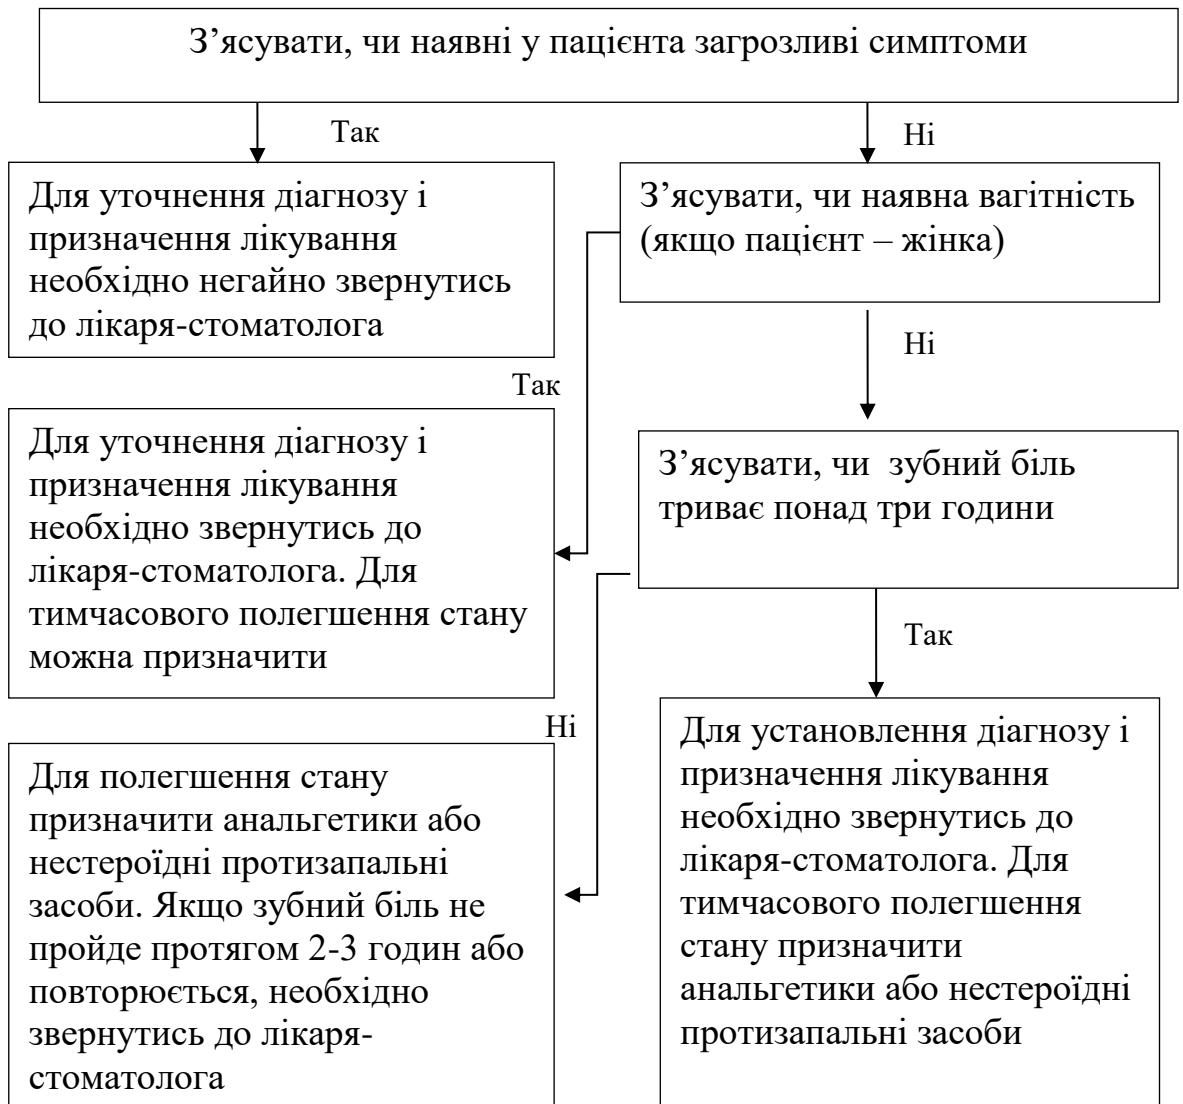 З’ясувати, чи наявні у пацієнта загрозливі симптоми
Так
Ні
Для уточнення діагнозу і
призначення лікування
необхідно негайно звернутись
до лікаря-стоматолога
З’ясувати, чи наявна вагітність
(якщо пацієнт – жінка)
Ні
Так
Для уточнення діагнозу і
призначення лікування
необхідно звернутись до
лікаря-стоматолога. Для
тимчасового полегшення стану
можна призначити
З’ясувати, чи  зубний біль
триває понад три години
Так
Ні
Для полегшення стану
призначити анальгетики або
нестероїдні протизапальні
засоби. Якщо зубний біль не
пройде протягом 2-3 годин або
повторюється, необхідно
звернутись до лікаря-
стоматолога
Для установлення діагнозу і
призначення лікування
необхідно звернутись до
лікаря-стоматолога. Для
тимчасового полегшення
стану призначити
анальгетики або нестероїдні
протизапальні засоби